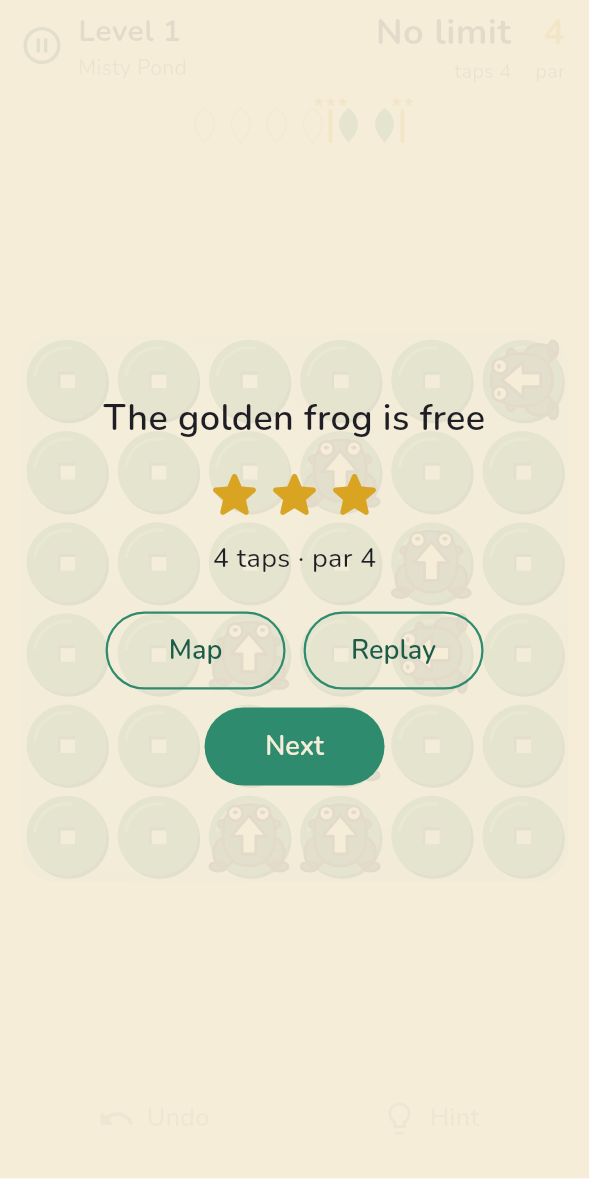 Level 1
Misty Pond
No limit 4
taps 4 par
The golden frog is free
4 taps · par 4
Map
Replay
Next
Undo
Hint